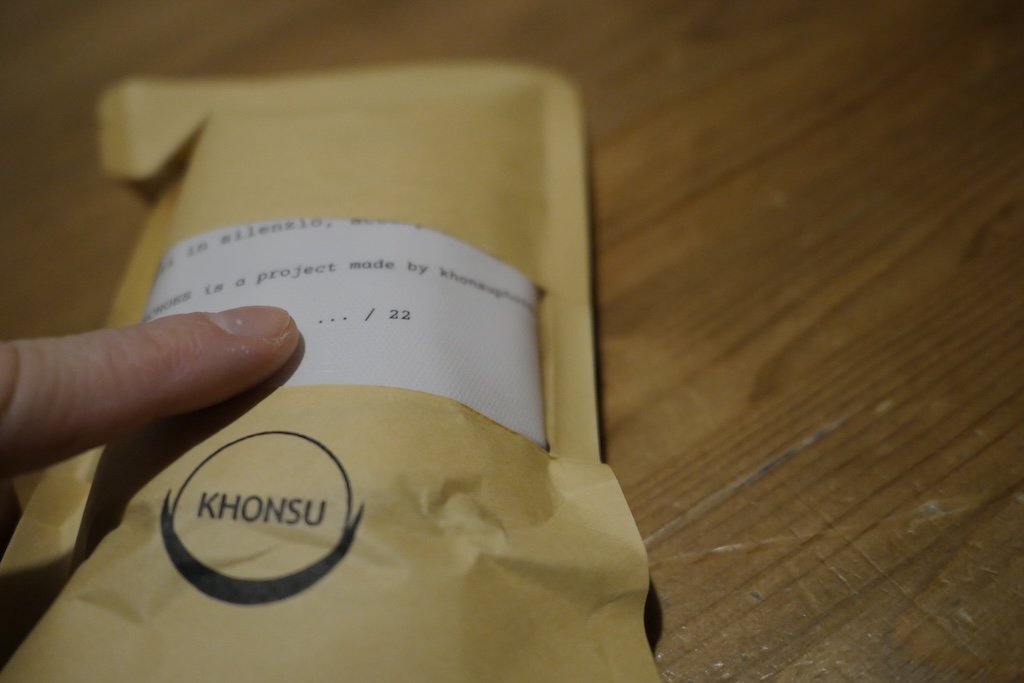 in silenzio,
is a project made by
... / 22
KHONSU